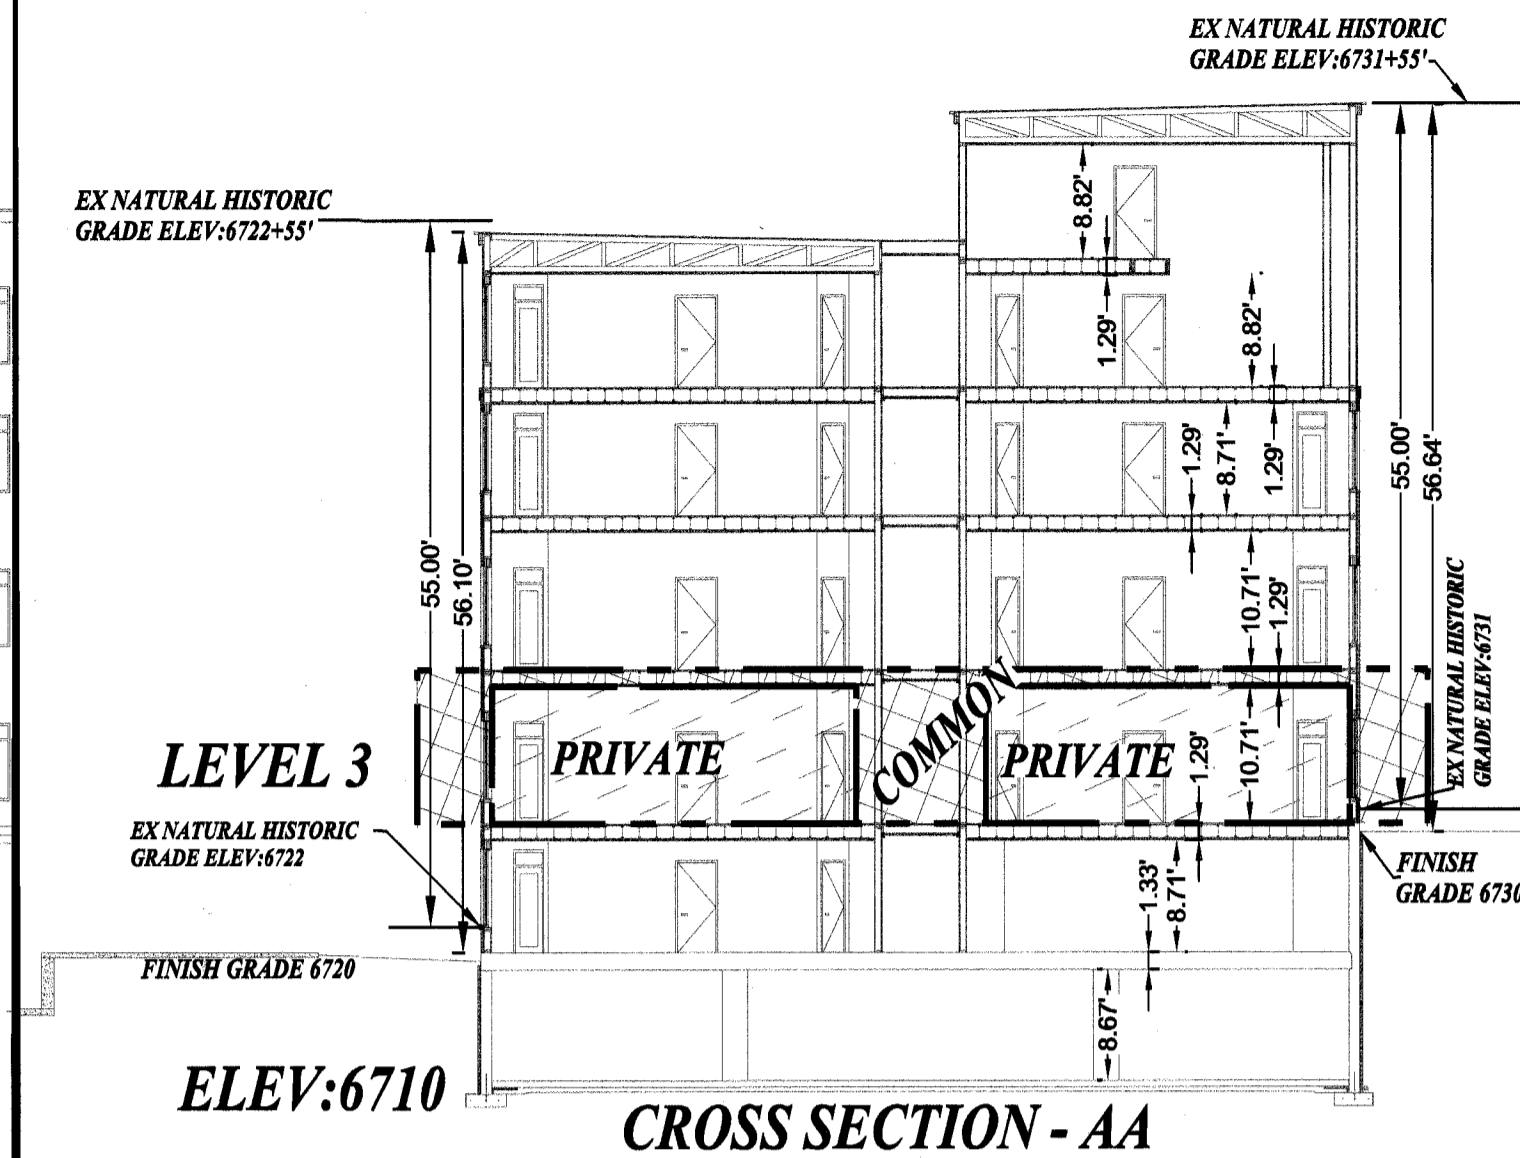 EX NATURAL HISTORIC
GRADE ELEV:6731+55'
EX NATURAL HISTORIC
GRADE ELEV:6722+55'
8.82'
1.29'
8.82'
1.29'
8.71'
1.29'
55.00'
56.64'
55.00'
56.10'
10.71'
1.29'
EX NATURAL HISTORIC
GRADE ELEV:6731
LEVEL 3
PRIVATE
COMMON
PRIVATE
1.29'
10.71'
EX NATURAL HISTORIC
GRADE ELEV:6722
FINISH
GRADE 6730
1.33'
8.71'
FINISH GRADE 6720
8.67'
ELEV:6710
CROSS SECTION - AA